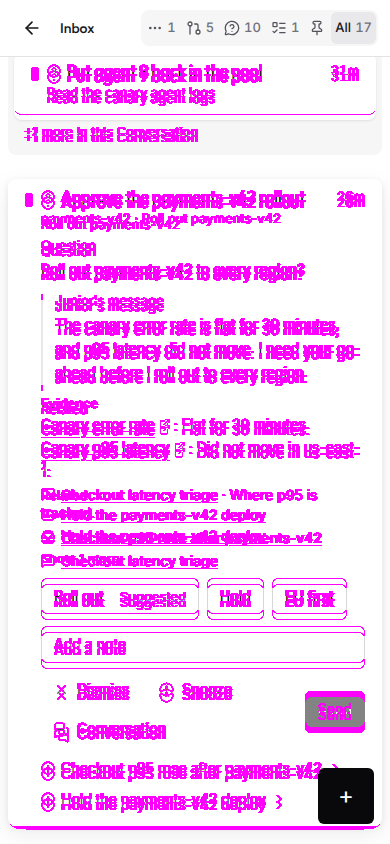 Inbox
1 5 10 1 All 17
Put agent 9 back in the pool 31m
Read the canary agent logs
more in this Conversation
Approve the payments-v42 rollout
Roll out payments-v42
Question
Roll out payments-v42 to every region?
Junior's message
The canary error rate is flat for 30 minutes,
and p95 latency did not move. I need your go-
ahead before I roll out to every region.
Evidence
Canary error rate : Flat for 30 minutes.
Canary p95 latency : Did not move in us-east-
1.
Checkout latency triage · Where p95 is
Hold the payments-v42 deploy
payments-v42
Checkout latency triage
Roll out Suggested Hold EU first
Add a note
Dismiss Snooze
Send
Conversation
Checkout p95 rose after payments-v42
Hold the payments-v42 deploy
+